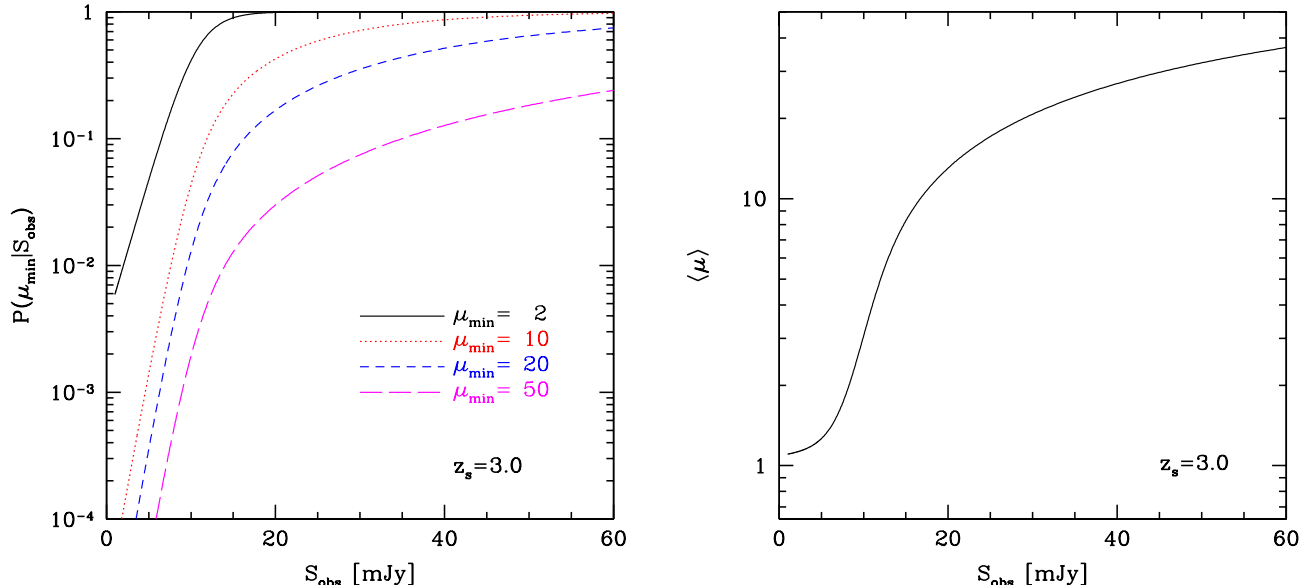 1
10⁻¹
10⁻²
10⁻³
10⁻⁴
P(μ_min|S_obs)
μ_min= 2
μ_min= 10
μ_min= 20
μ_min= 50
z_s=3.0
0 20 40 60
S_obs [mJy]
10
1
⟨μ⟩
z_s=3.0
0 20 40 60
S_obs [mJy]